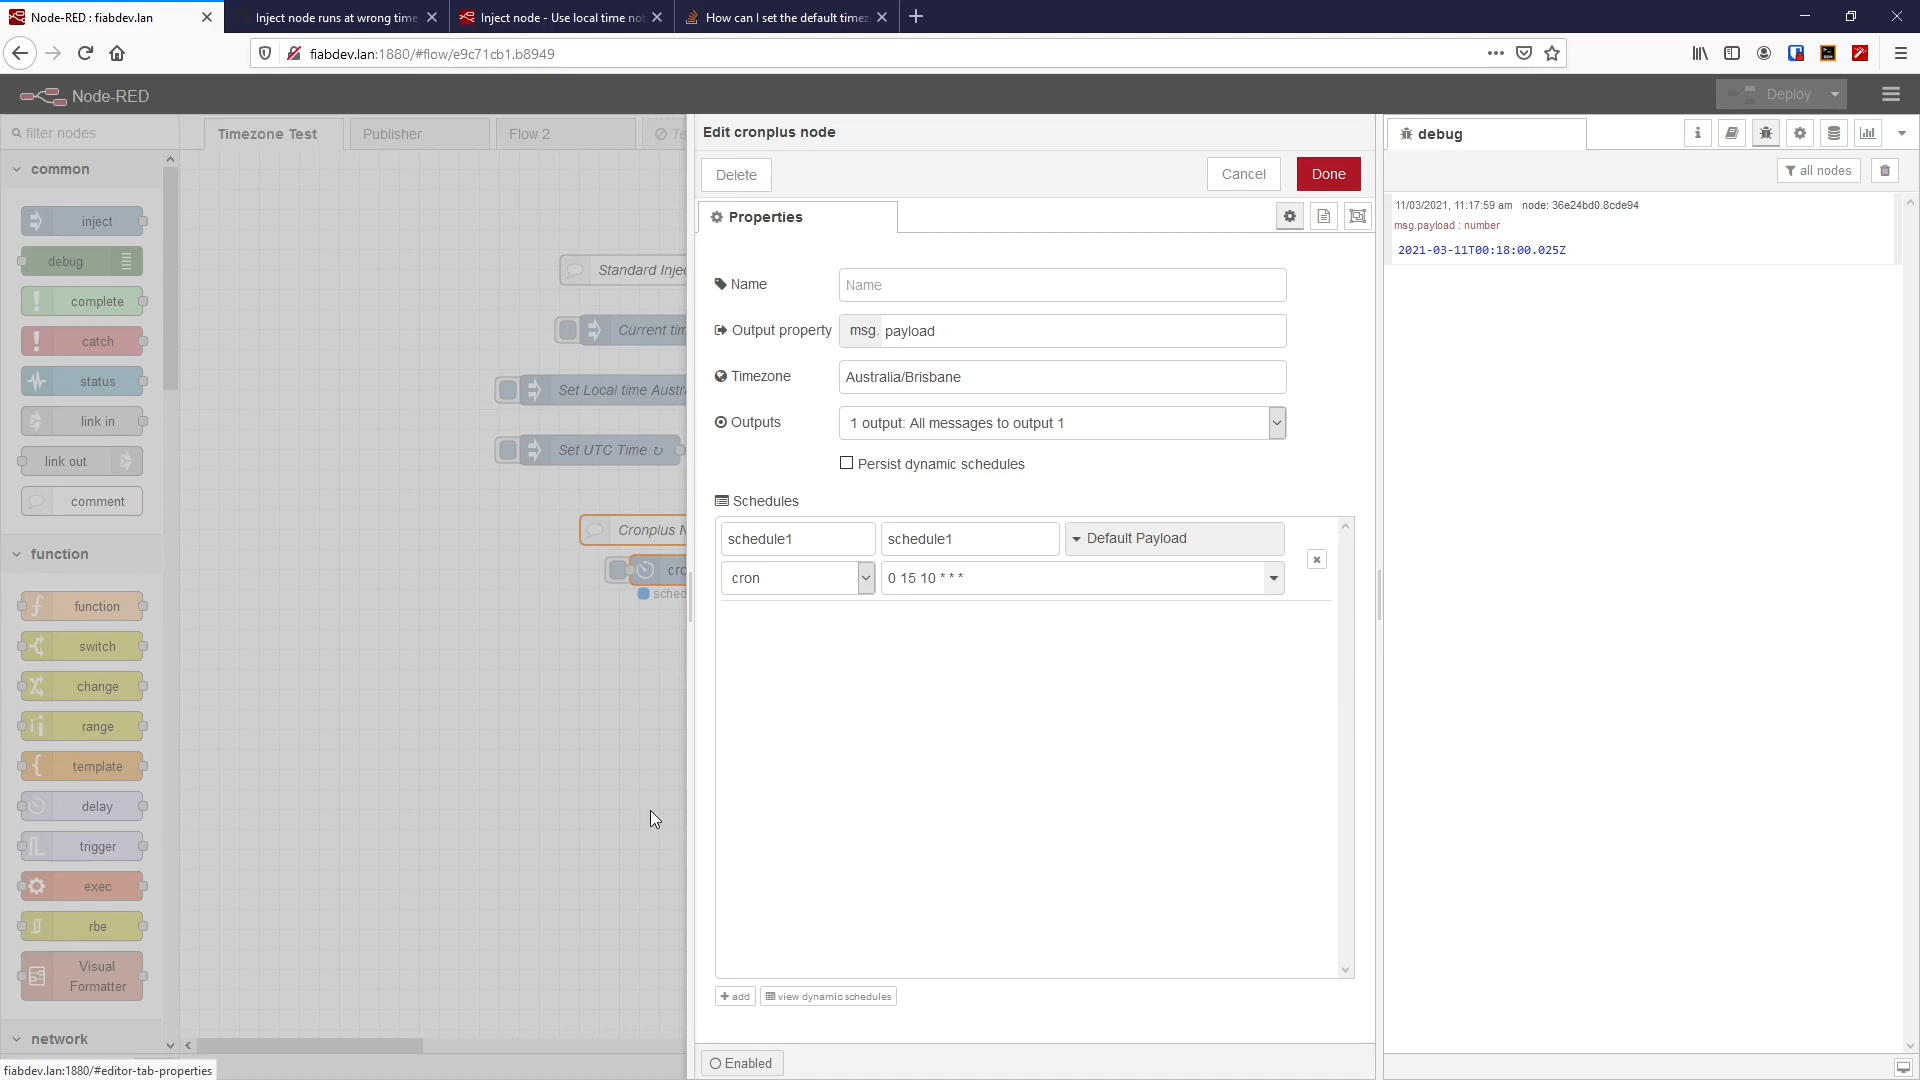 Node-RED : fiabdev.lan
Inject node runs at wrong time
Inject node - Use local time not
How can I set the default timez
fiabdev.lan:1880/#flow/e9c71cb1.b8949
Node-RED
Deploy
filter nodes
Timezone Test
Publisher
Flow 2
Te
Edit cronplus node
debug
Delete
Cancel
Done
all nodes
common
Properties
11/03/2021, 11:17:59 am node: 36e24bd0.8cde94
msg.payload : number
2021-03-11T00:18:00.025Z
inject
debug
complete
catch
status
link in
link out
comment
Standard Injec
Current tim
Set Local time Austra
Set UTC Time ↻
Cronplus N
cro
sched
Name
Name
Output property
msg. payload
Timezone
Australia/Brisbane
Outputs
1 output: All messages to output 1
Persist dynamic schedules
Schedules
schedule1
schedule1
Default Payload
cron
0 15 10 * * *
function
function
switch
change
range
template
delay
trigger
exec
rbe
Visual
Formatter
network
add
view dynamic schedules
Enabled
fiabdev.lan:1880/#editor-tab-properties